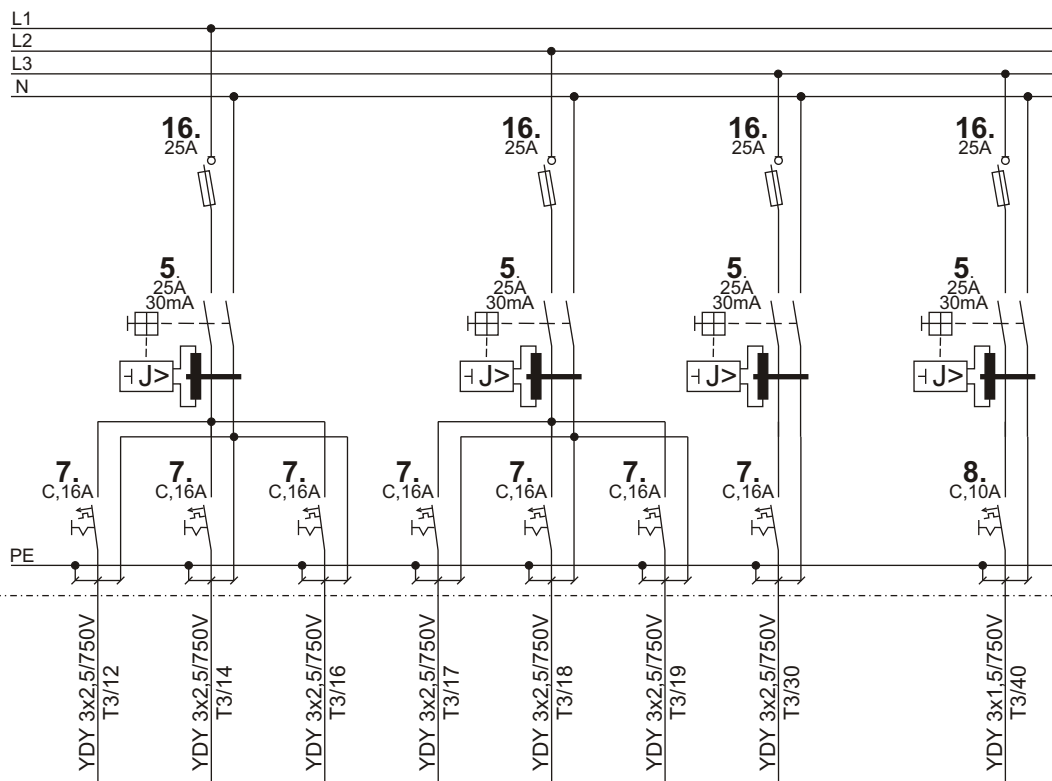 L1
L2
L3
N
16.
25A
16.
25A
16.
25A
16.
25A
5.
25A
30mA
5.
25A
30mA
5.
25A
30mA
5.
25A
30mA
J>
J>
J>
J>
7.
C,16A
7.
C,16A
7.
C,16A
7.
C,16A
7.
C,16A
7.
C,16A
7.
C,16A
8.
C,10A
PE
YDY 3x2,5/750V
T3/12
YDY 3x2,5/750V
T3/14
YDY 3x2,5/750V
T3/16
YDY 3x2,5/750V
T3/17
YDY 3x2,5/750V
T3/18
YDY 3x2,5/750V
T3/19
YDY 3x2,5/750V
T3/30
YDY 3x1,5/750V
T3/40